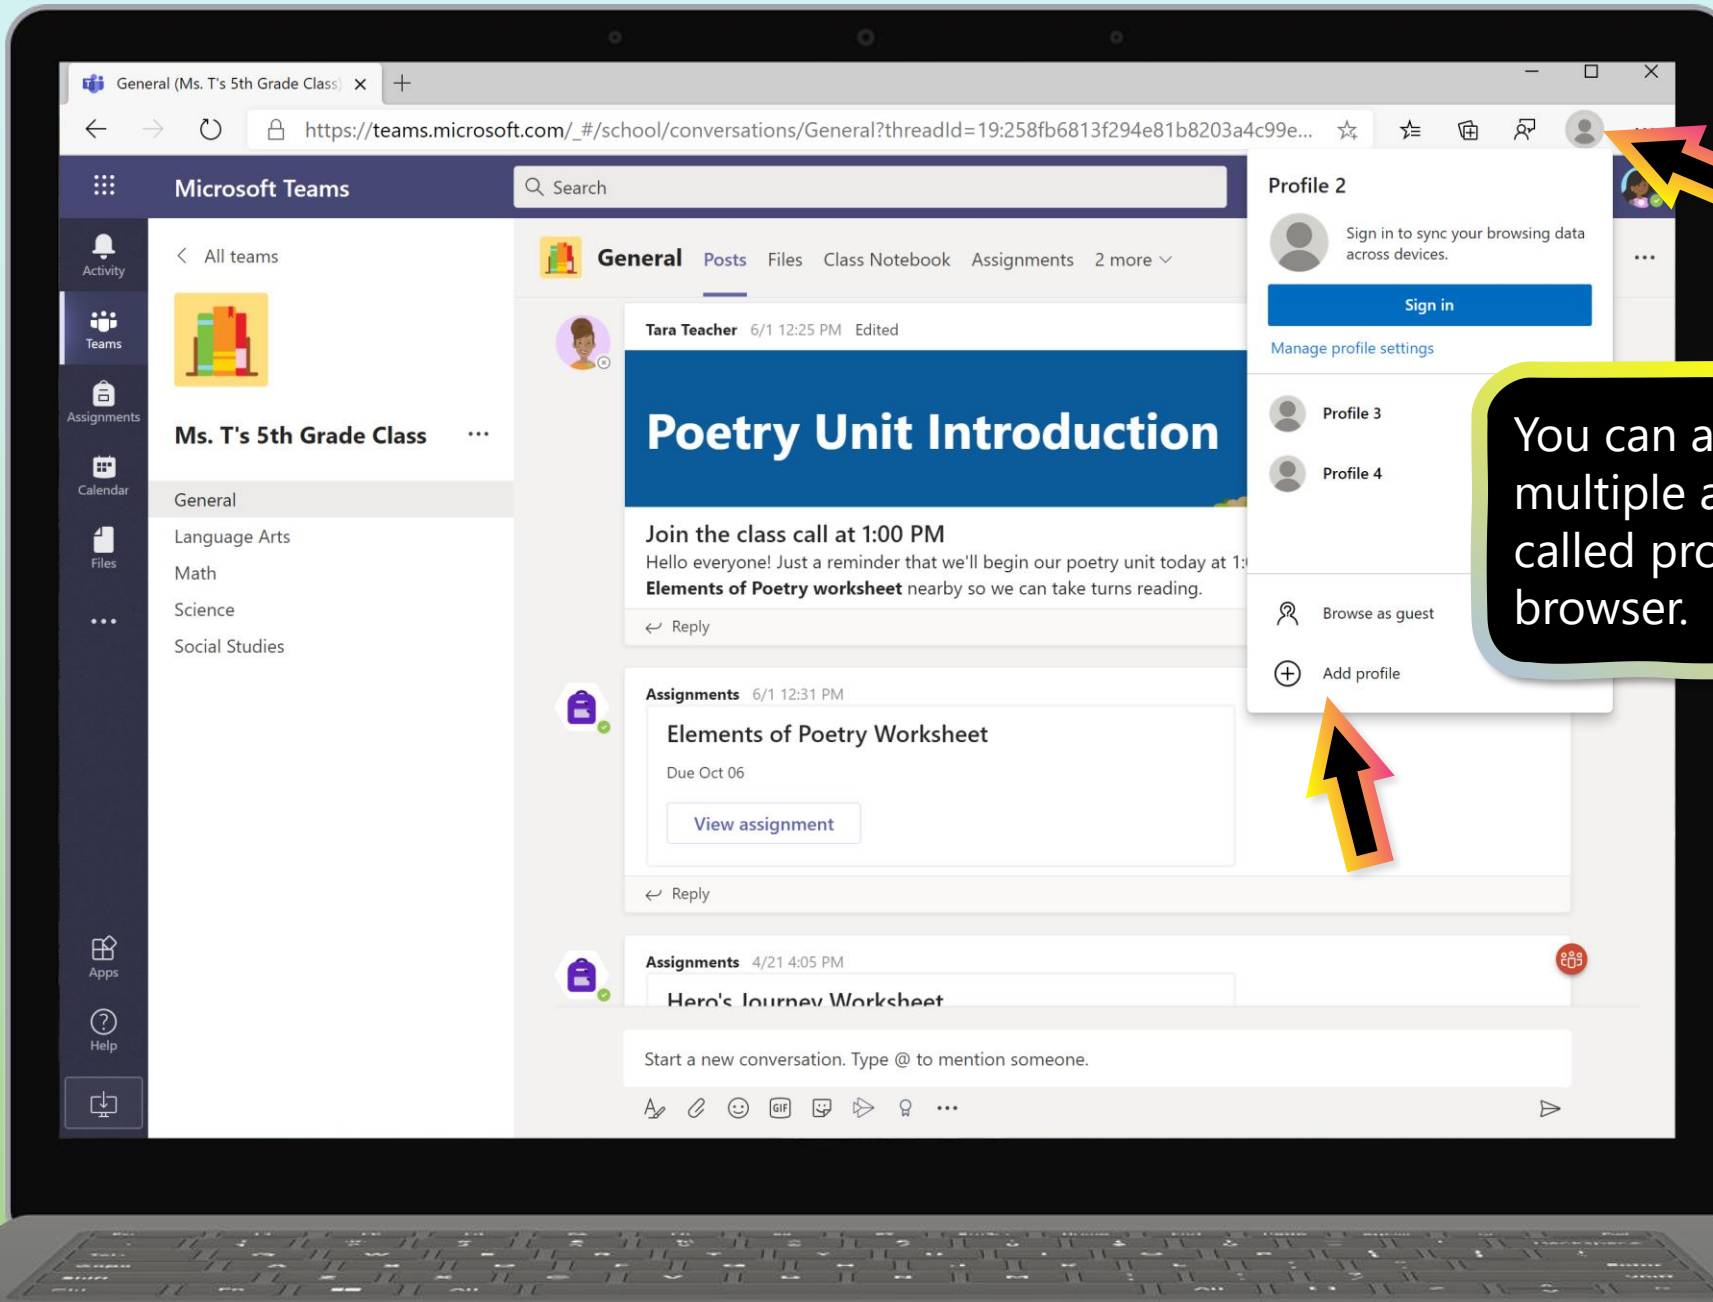 General (Ms. T's 5th Grade Class)
https://teams.microsoft.com/_#/school/conversations/General?threadId=19:258fb6813f294e81b8203a4c99e...
Microsoft Teams
Search
Activity
Teams
Assignments
Calendar
Files
Apps
Help
All teams
Ms. T's 5th Grade Class
General
Language Arts
Math
Science
Social Studies
General Posts Files Class Notebook Assignments 2 more
Tara Teacher 6/1 12:25 PM Edited
Poetry Unit Introduction
Join the class call at 1:00 PM
Hello everyone! Just a reminder that we'll begin our poetry unit today at
Elements of Poetry worksheet nearby so we can take turns reading.
Reply
Assignments 6/1 12:31 PM
Elements of Poetry Worksheet
Due Oct 06
View assignment
Reply
Assignments 4/21 4:05 PM
Hero's Journey Worksheet
Start a new conversation. Type @ to mention someone.
GIF
Profile 2
Sign in to sync your browsing data
across devices.
Sign in
Manage profile settings
Profile 3
Profile 4
Browse as guest
Add profile
You can
multiple
called
browser.